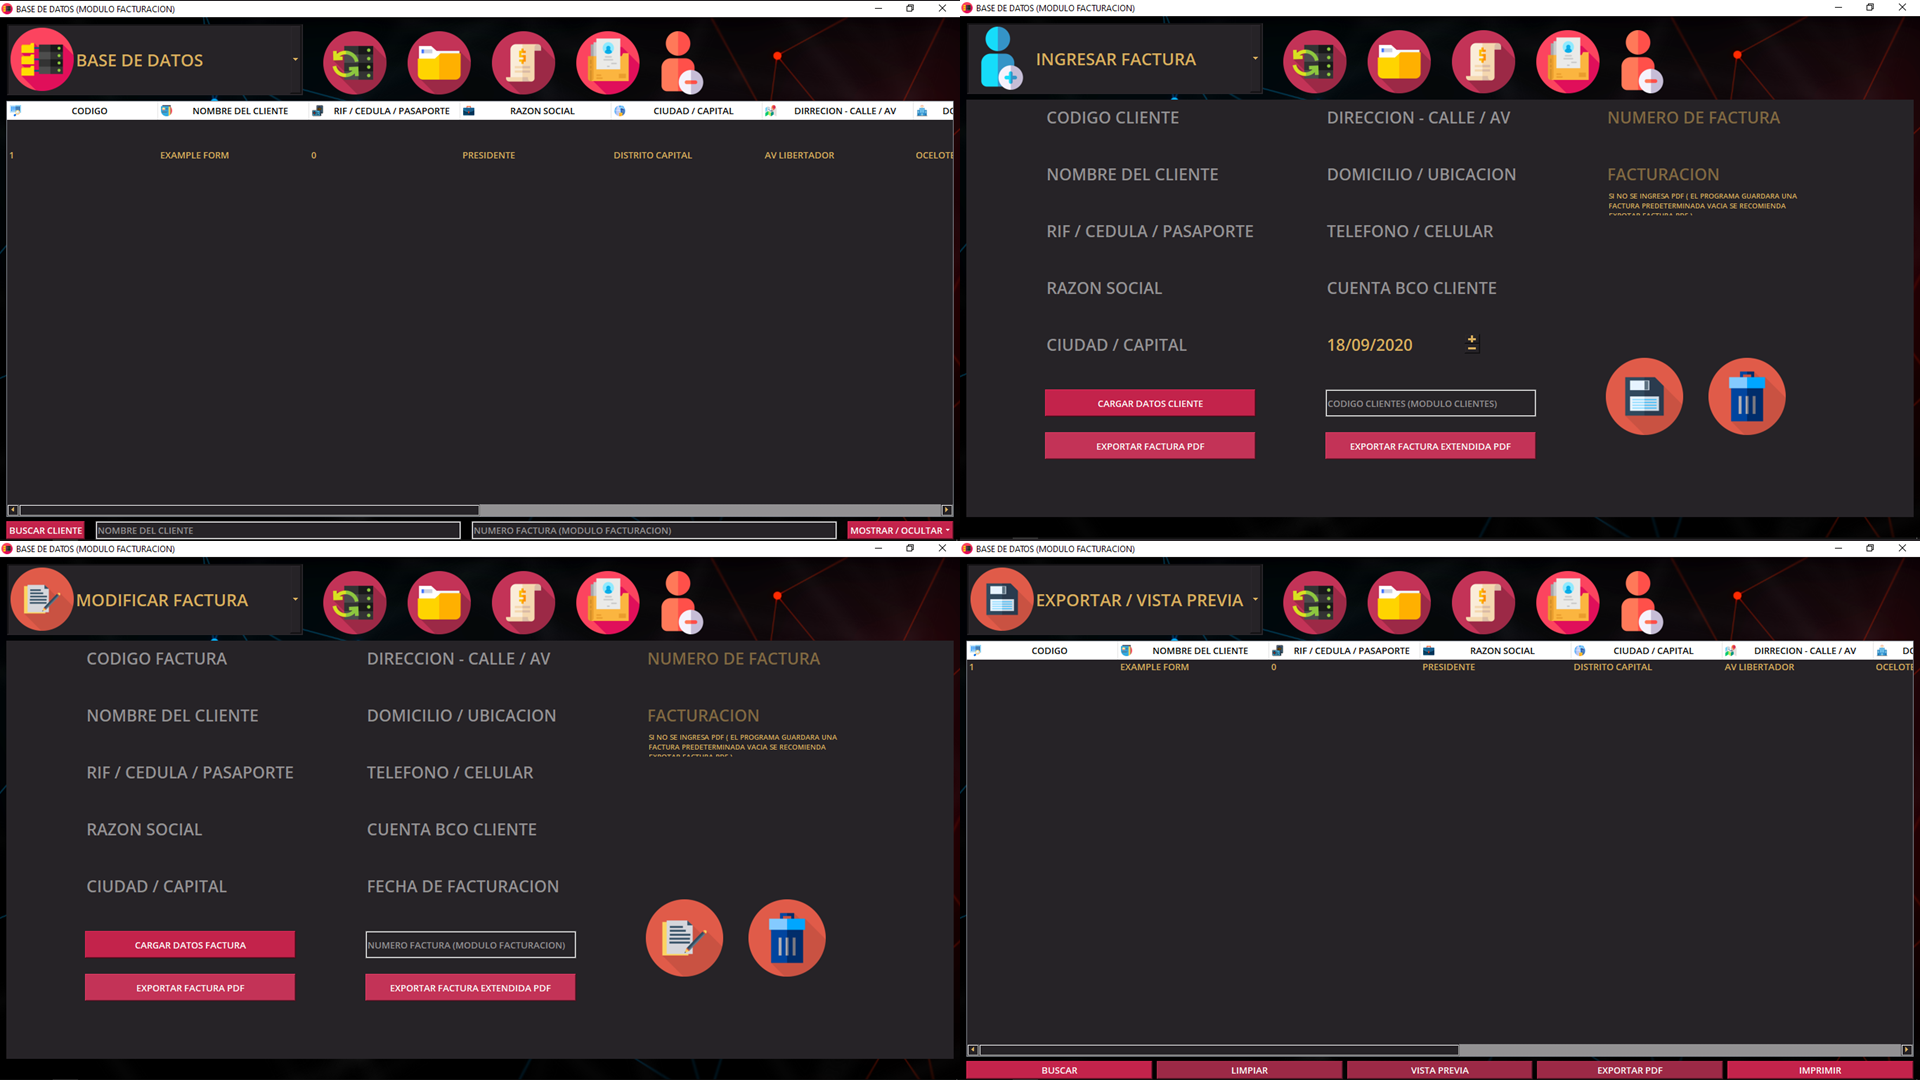 BASE DE DATOS (MODULO FACTURACION)
BASE DE DATOS
CODIGO NOMBRE DEL CLIENTE RIF / CEDULA / PASAPORTE RAZON SOCIAL CIUDAD / CAPITAL DIRRECION - CALLE / AV
1 EXAMPLE FORM 0 PRESIDENTE DISTRITO CAPITAL AV LIBERTADOR OCELOTE
BUSCAR CLIENTE NOMBRE DEL CLIENTE NUMERO FACTURA (MODULO FACTURACION) MOSTRAR / OCULTAR
BASE DE DATOS (MODULO FACTURACION)
INGRESAR FACTURA
CODIGO CLIENTE DIRECCION - CALLE / AV NUMERO DE FACTURA
NOMBRE DEL CLIENTE DOMICILIO / UBICACION FACTURACION
SI NO SE INGRESA PDF ( EL PROGRAMA GUARDARA UNA
FACTURA PREDETERMINADA VACIA SE RECOMIENDA
RIF / CEDULA / PASAPORTE TELEFONO / CELULAR
RAZON SOCIAL CUENTA BCO CLIENTE
CIUDAD / CAPITAL 18/09/2020
CARGAR DATOS CLIENTE CODIGO CLIENTES (MODULO CLIENTES)
EXPORTAR FACTURA PDF EXPORTAR FACTURA EXTENDIDA PDF
BASE DE DATOS (MODULO FACTURACION)
MODIFICAR FACTURA
CODIGO FACTURA DIRECCION - CALLE / AV NUMERO DE FACTURA
NOMBRE DEL CLIENTE DOMICILIO / UBICACION FACTURACION
SI NO SE INGRESA PDF ( EL PROGRAMA GUARDARA UNA
FACTURA PREDETERMINADA VACIA SE RECOMIENDA
RIF / CEDULA / PASAPORTE TELEFONO / CELULAR
RAZON SOCIAL CUENTA BCO CLIENTE
CIUDAD / CAPITAL FECHA DE FACTURACION
CARGAR DATOS FACTURA NUMERO FACTURA (MODULO FACTURACION)
EXPORTAR FACTURA PDF EXPORTAR FACTURA EXTENDIDA PDF
BASE DE DATOS (MODULO FACTURACION)
EXPORTAR / VISTA PREVIA
CODIGO NOMBRE DEL CLIENTE RIF / CEDULA / PASAPORTE RAZON SOCIAL CIUDAD / CAPITAL DIRRECION - CALLE / AV
1 EXAMPLE FORM 0 PRESIDENTE DISTRITO CAPITAL AV LIBERTADOR OCELOTE
BUSCAR LIMPIAR VISTA PREVIA EXPORTAR PDF IMPRIMIR